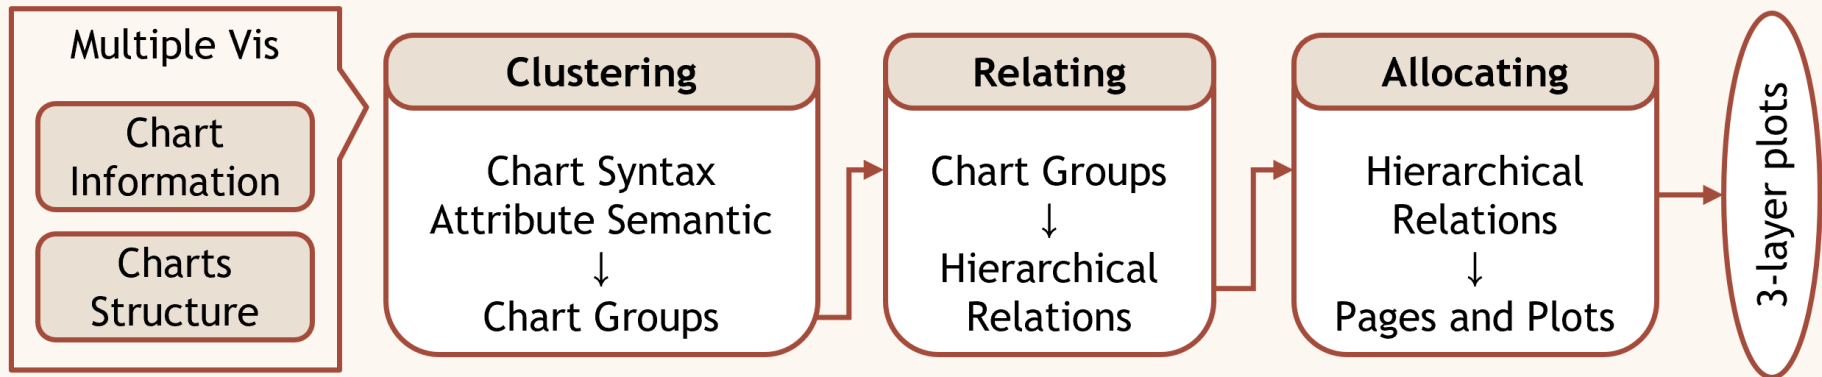 Multiple Vis
Chart
Information
Charts
Structure
Clustering
Chart Syntax
Attribute Semantic
↓
Chart Groups
Relating
Chart Groups
↓
Hierarchical
Relations
Allocating
Hierarchical
Relations
↓
Pages and Plots
3-layer plots